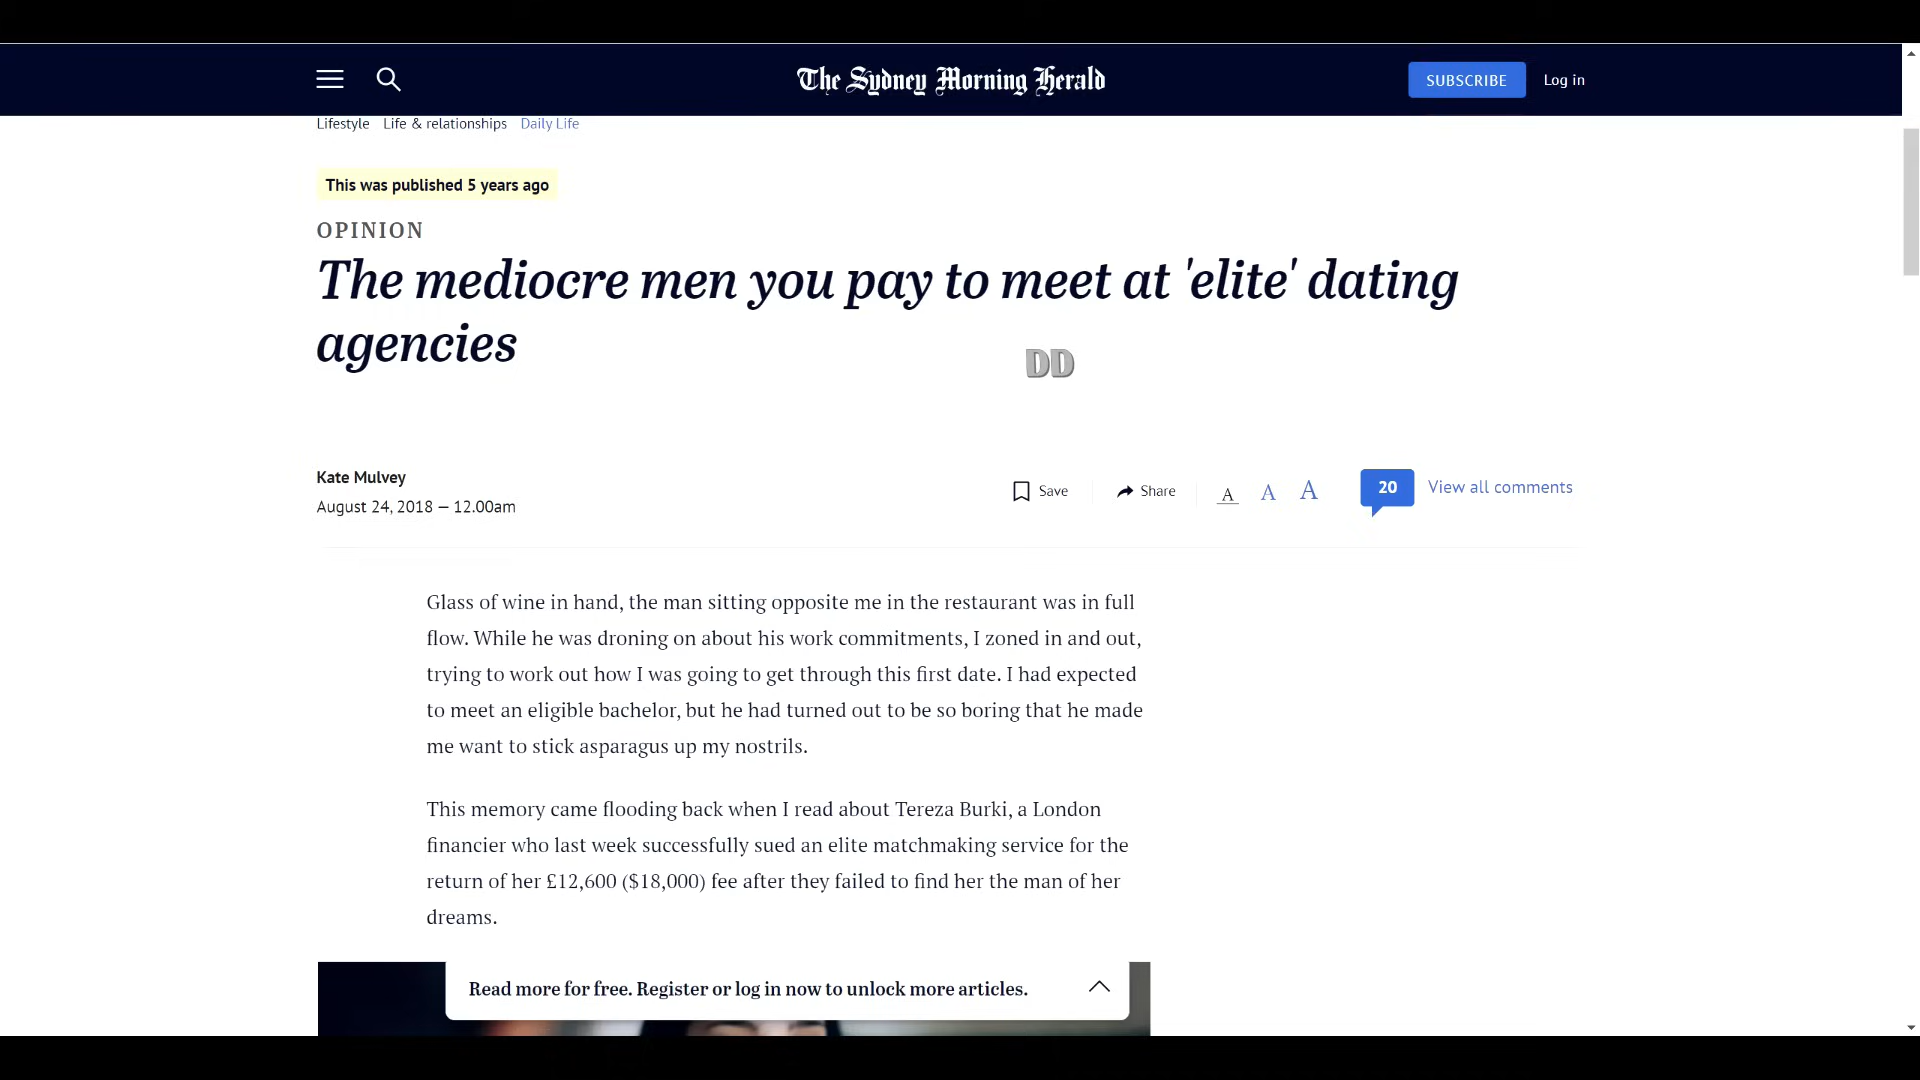 The Sydney Morning Herald
SUBSCRIBE
Log in
Lifestyle Life & relationships Daily Life
This was published 5 years ago
OPINION
The mediocre men you pay to meet at 'elite' dating
agencies
DD
Kate Mulvey
August 24, 2018 — 12.00am
Save
Share
A A A
20
View all comments
Glass of wine in hand, the man sitting opposite me in the restaurant was in full
flow. While he was droning on about his work commitments, I zoned in and out,
trying to work out how I was going to get through this first date. I had expected
to meet an eligible bachelor, but he had turned out to be so boring that he made
me want to stick asparagus up my nostrils.
This memory came flooding back when I read about Tereza Burki, a London
financier who last week successfully sued an elite matchmaking service for the
return of her £12,600 ($18,000) fee after they failed to find her the man of her
dreams.
Read more for free. Register or log in now to unlock more articles.